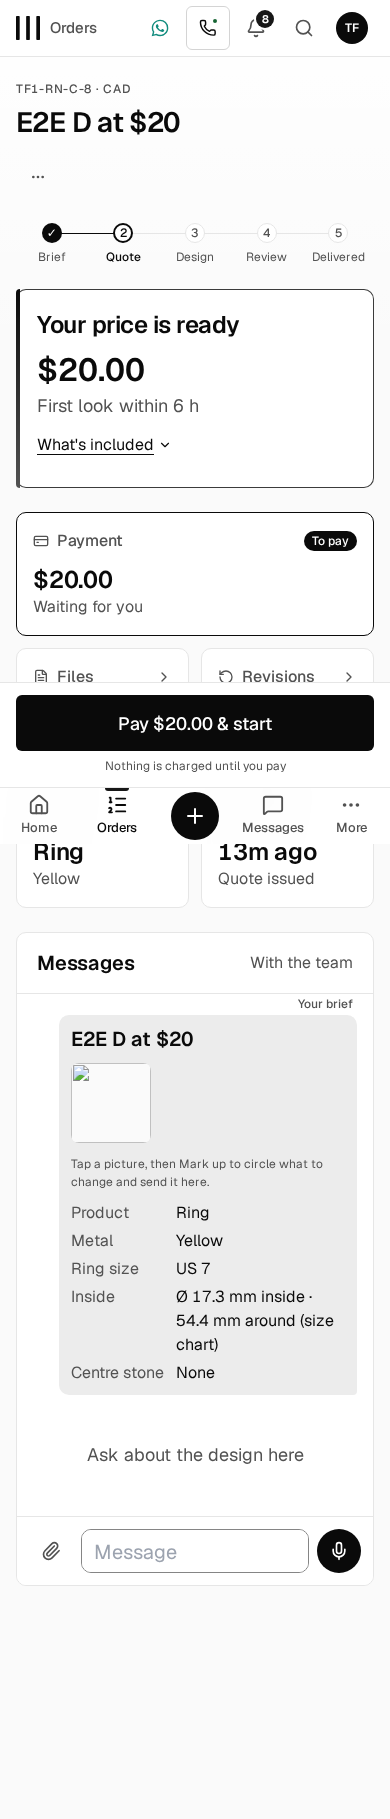 Orders
8
TF
TF1-RN-C-8 · CAD
E2E D at $20
...
✓ 2 3 4 5
Brief Quote Design Review Delivered
Your price is ready
$20.00
First look within 6 h
What's included
Payment To pay
$20.00
Waiting for you
Files Revisions
Pay $20.00 & start
Nothing is charged until you pay
Home Orders Messages More
Ring 13m ago
Yellow Quote issued
Messages With the team
Your brief
E2E D at $20
Tap a picture, then Mark up to circle what to
change and send it here.
Product Ring
Metal Yellow
Ring size US 7
Inside Ø 17.3 mm inside ·
54.4 mm around (size
chart)
Centre stone None
Ask about the design here
Message